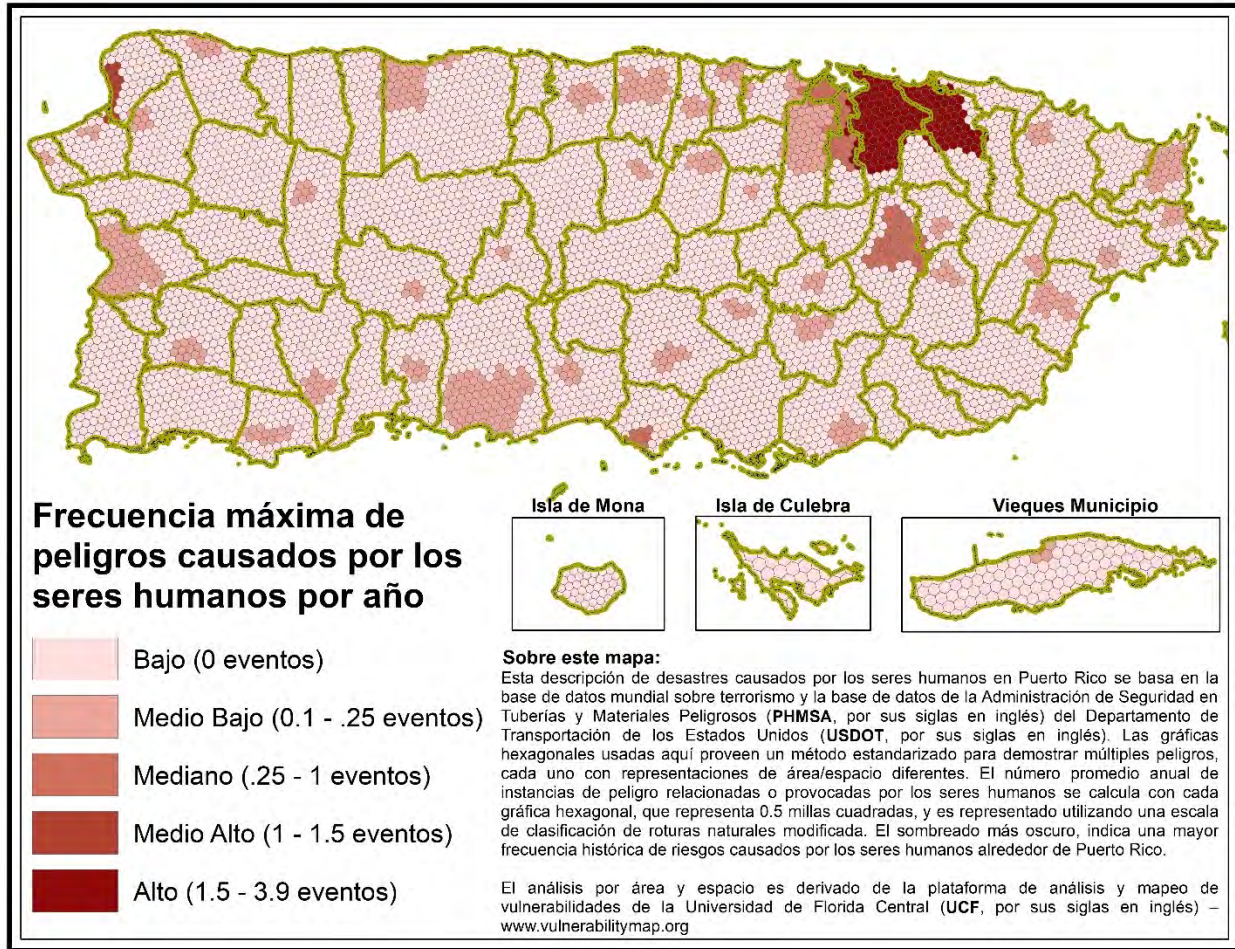 Isla de Mona
Isla de Culebra
Vieques Municipio
Frecuencia máxima de
peligros causados por los
seres humanos por año
Bajo (0 eventos)
Medio Bajo (0.1 - .25 eventos)
Mediano (.25 - 1 eventos)
Medio Alto (1 - 1.5 eventos)
Alto (1.5 - 3.9 eventos)
Sobre este mapa:
Esta descripción de desastres causados por los seres humanos en Puerto Rico se basa en la
base de datos mundial sobre terrorismo y la base de datos de la Administración de Seguridad en
Tuberías y Materiales Peligrosos (PHMSA, por sus siglas en inglés) del Departamento de
Transportación de los Estados Unidos (USDOT, por sus siglas en inglés). Las gráficas
hexagonales usadas aquí proveen un método estandarizado para demostrar múltiples peligros,
cada uno con representaciones de área/espacio diferentes. El número promedio anual de
instancias de peligro relacionadas o provocadas por los seres humanos se calcula con cada
gráfica hexagonal, que representa 0.5 millas cuadradas, y es representado utilizando una escala
de clasificación de roturas naturales modificada. El sombreado más oscuro, indica una mayor
frecuencia histórica de riesgos causados por los seres humanos alrededor de Puerto Rico.
El análisis por área y espacio es derivado de la plataforma de análisis y mapeo de
vulnerabilidades de la Universidad de Florida Central (UCF, por sus siglas en inglés) –
www.vulnerabilitymap.org